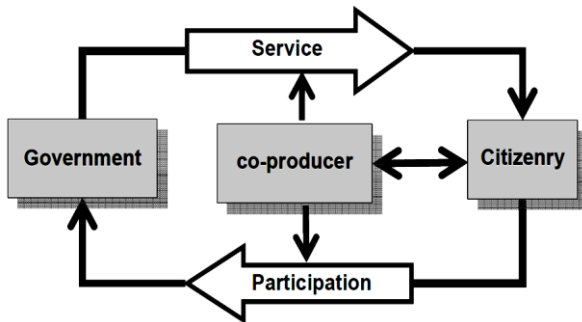 Service
Government
co-producer
Citizenry
Participation